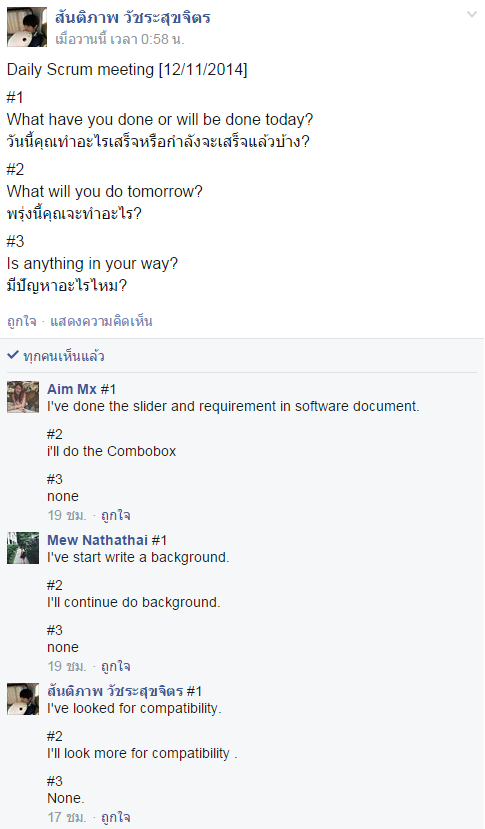 สันติภาพ วัชระสุขจิตร
เมื่อวานนี้ เวลา 0:58 น.
Daily Scrum meeting [12/11/2014]
#1
What have you done or will be done today?
วันนี้คุณทำอะไรเสร็จหรือกำลังจะเสร็จแล้วบ้าง?
#2
What will you do tomorrow?
พรุ่งนี้คุณจะทำอะไร?
#3
Is anything in your way?
มีปัญหาอะไรไหม?
ถูกใจ · แสดงความคิดเห็น
ทุกคนเห็นแล้ว
Aim Mx #1
I've done the slider and requirement in software document.
#2
i'll do the Combobox
#3
none
19 ชม. · ถูกใจ
Mew Nathathai #1
I've start write a background.
#2
I'll continue do background.
#3
none
19 ชม. · ถูกใจ
สันติภาพ วัชระสุขจิตร #1
I've looked for compatibility.
#2
I'll look more for compatibility .
#3
None.
17 ชม. · ถูกใจ